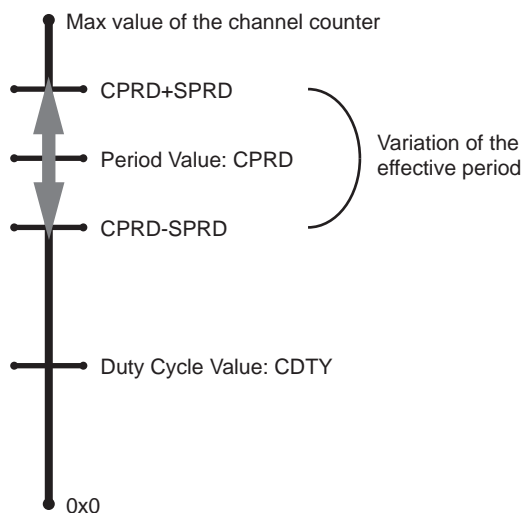 Max value of the channel counter
CPRD+SPRD
Period Value: CPRD
Variation of the
effective period
CPRD-SPRD
Duty Cycle Value: CDTY
0x0